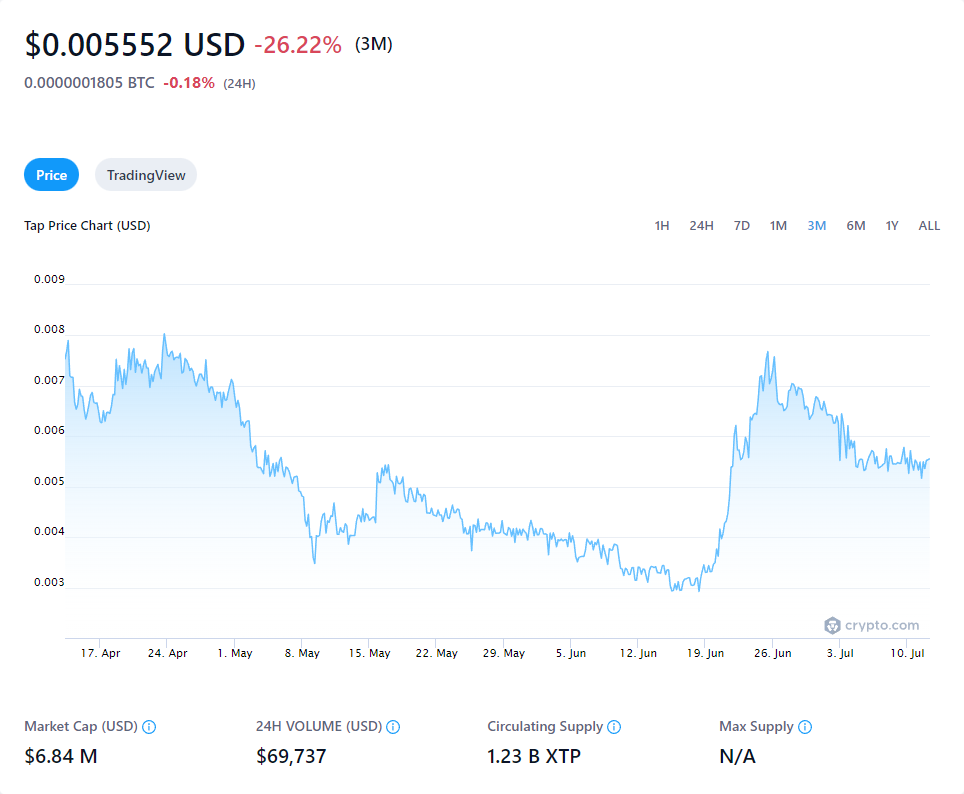 $0.005552 USD -26.22% (3M)
0.0000001805 BTC -0.18% (24H)
Price TradingView
Tap Price Chart (USD) 1H 24H 7D 1M 3M 6M 1Y ALL
0.009
0.008
0.007
0.006
0.005
0.004
0.003
crypto.com
17. Apr 24. Apr 1. May 8. May 15. May 22. May 29. May 5. Jun 12. Jun 19. Jun 26. Jun 3. Jul 10. Jul
Market Cap (USD) 24H VOLUME (USD) Circulating Supply Max Supply
$6.84 M $69,737 1.23 B XTP N/A